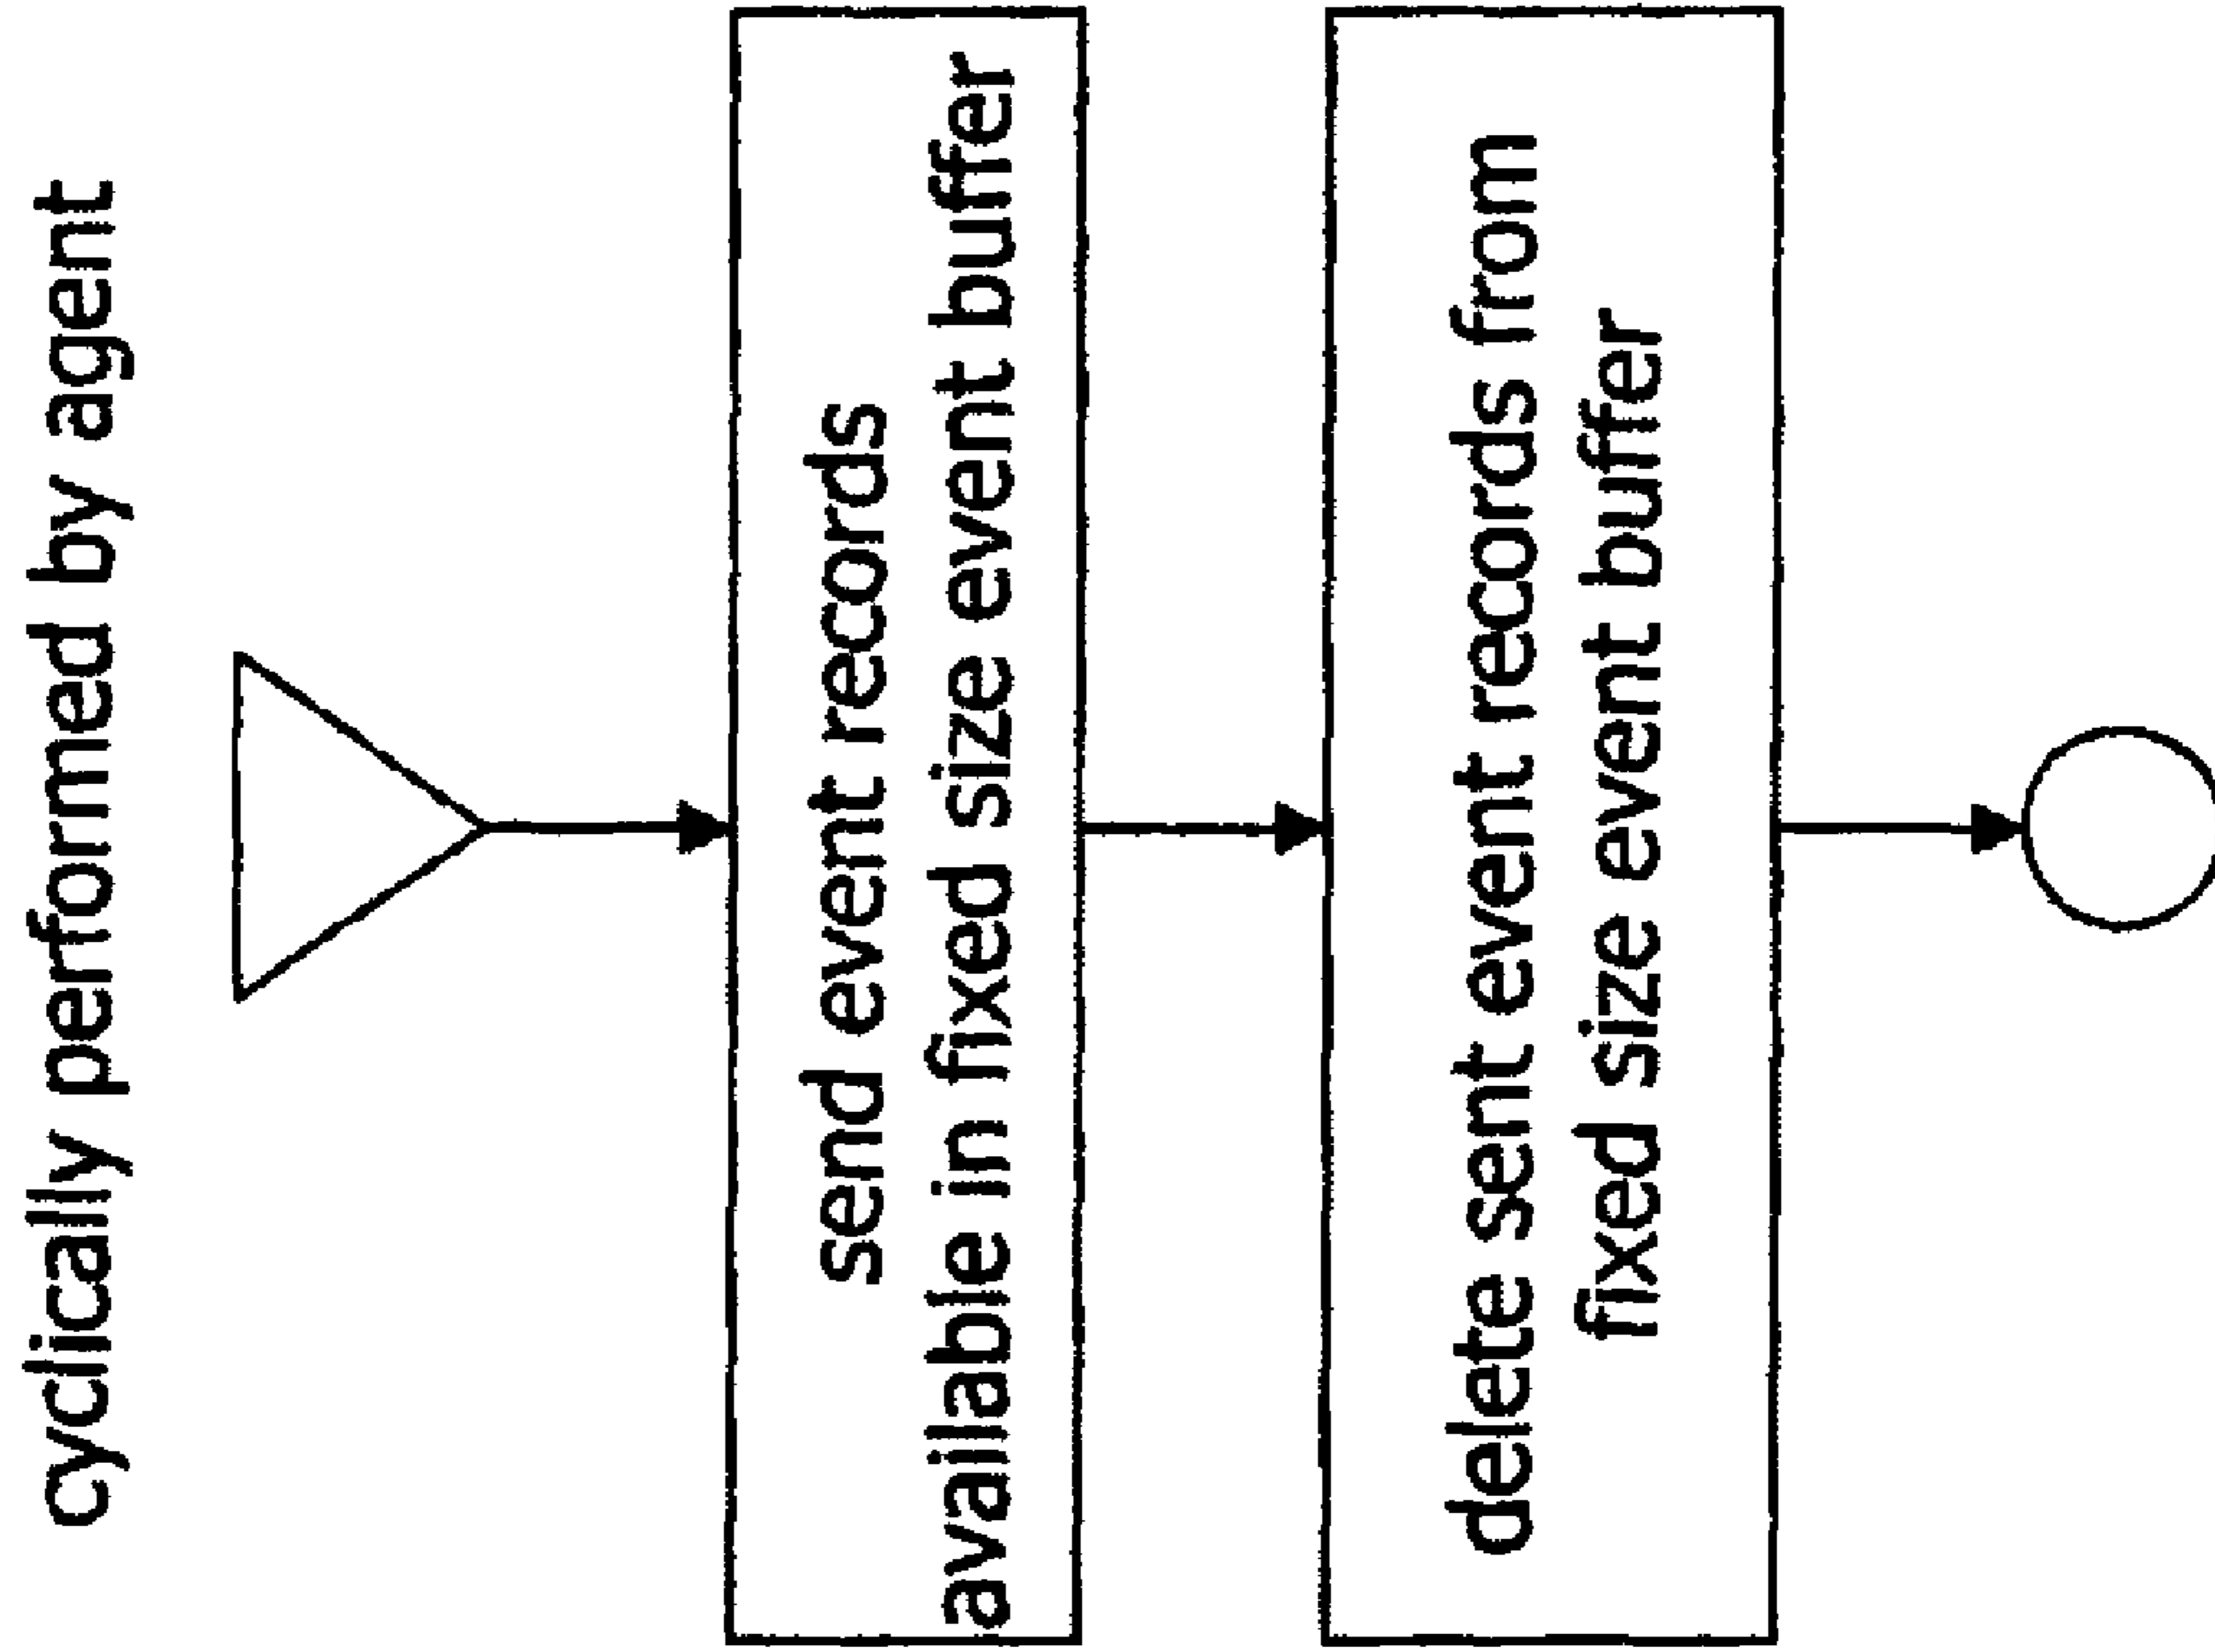 cyclically performed by agent
send event records
available in fixed size event buffer
delete sent event records from
fixed size event buffer